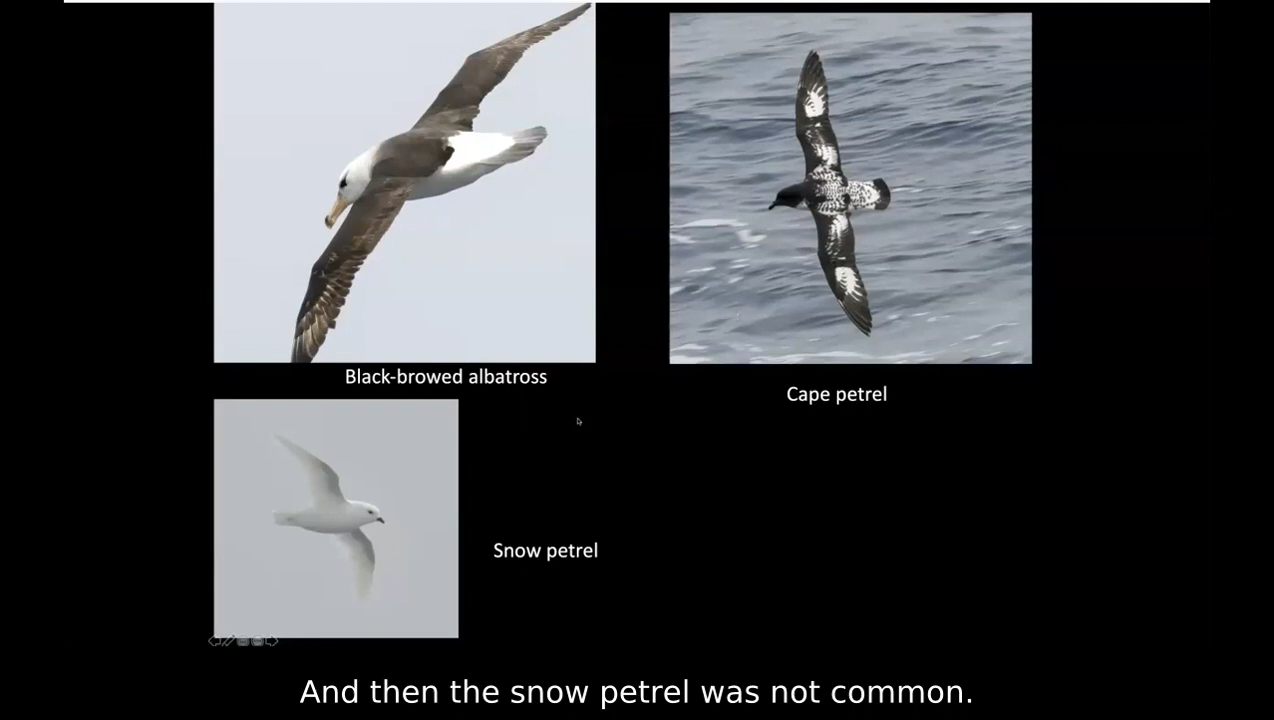 Black-browed albatross
Cape petrel
Snow petrel
And then the snow petrel was not common.